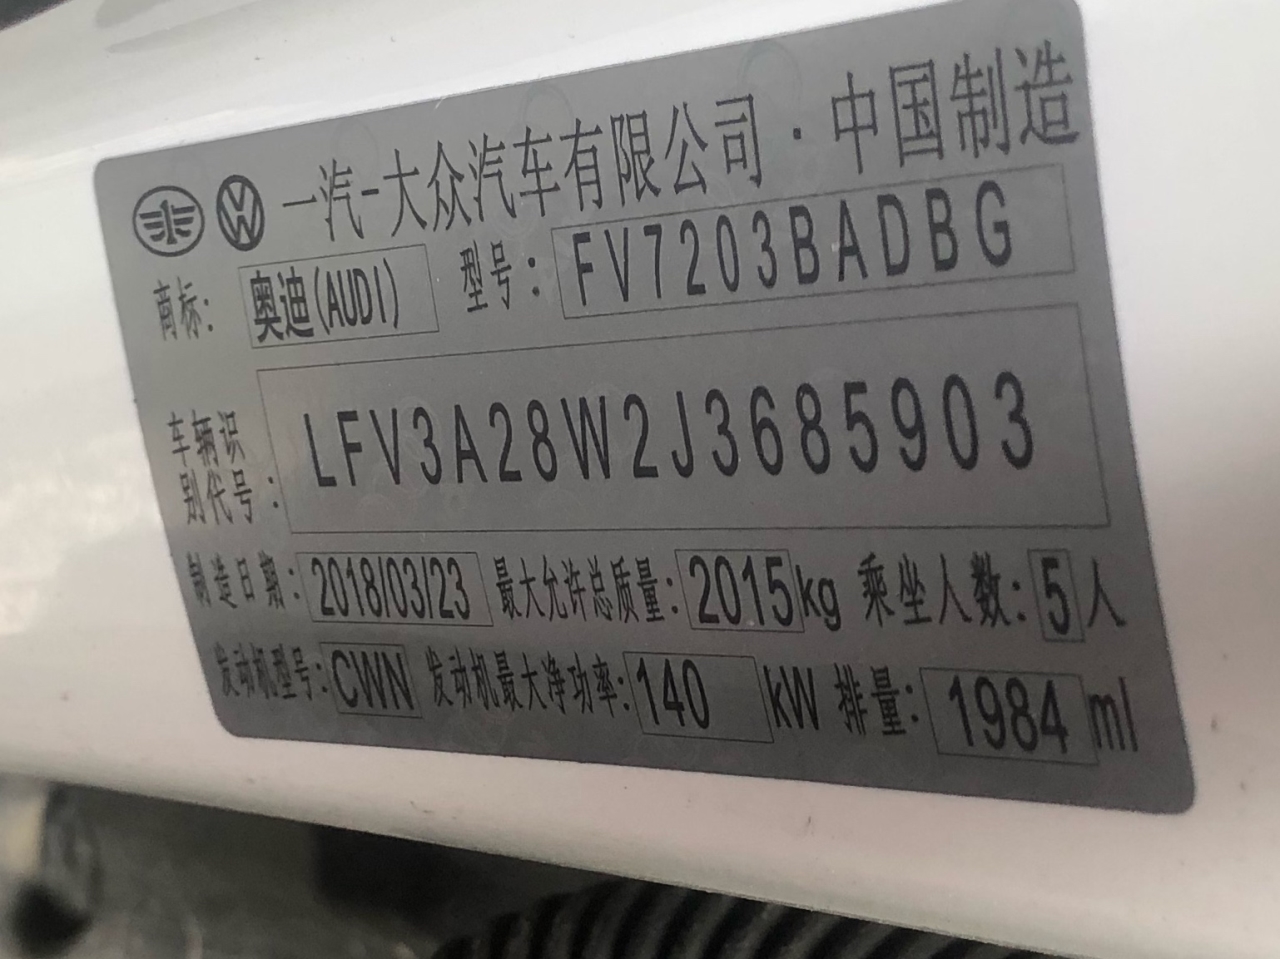 一汽-大众汽车有限公司·中国制造
商标: 奥迪(AUDI) 型号: FV7203BADBG
车辆识别代号: LFV3A28W2J3685903
制造日期: 2018/03/23 最大允许总质量: 2015kg 乘坐人数: 5人
发动机型号: CWN 发动机最大净功率: 140 kW 排量: 1984 ml